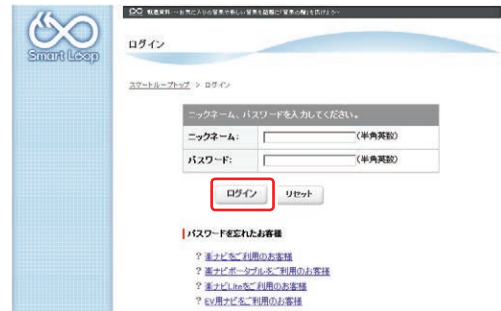 Smart Loop
ログイン
スマートループトップ > ログイン
ニックネーム、パスワードを入力してください。
ニックネーム: (半角英数)
パスワード: (半角英数)
ログイン リセット
パスワードを忘れたお客様
? 楽ナビをご利用のお客様
? 楽ナビポータブルをご利用のお客様
? 楽ナビLiteをご利用のお客様
? EV用ナビをご利用のお客様